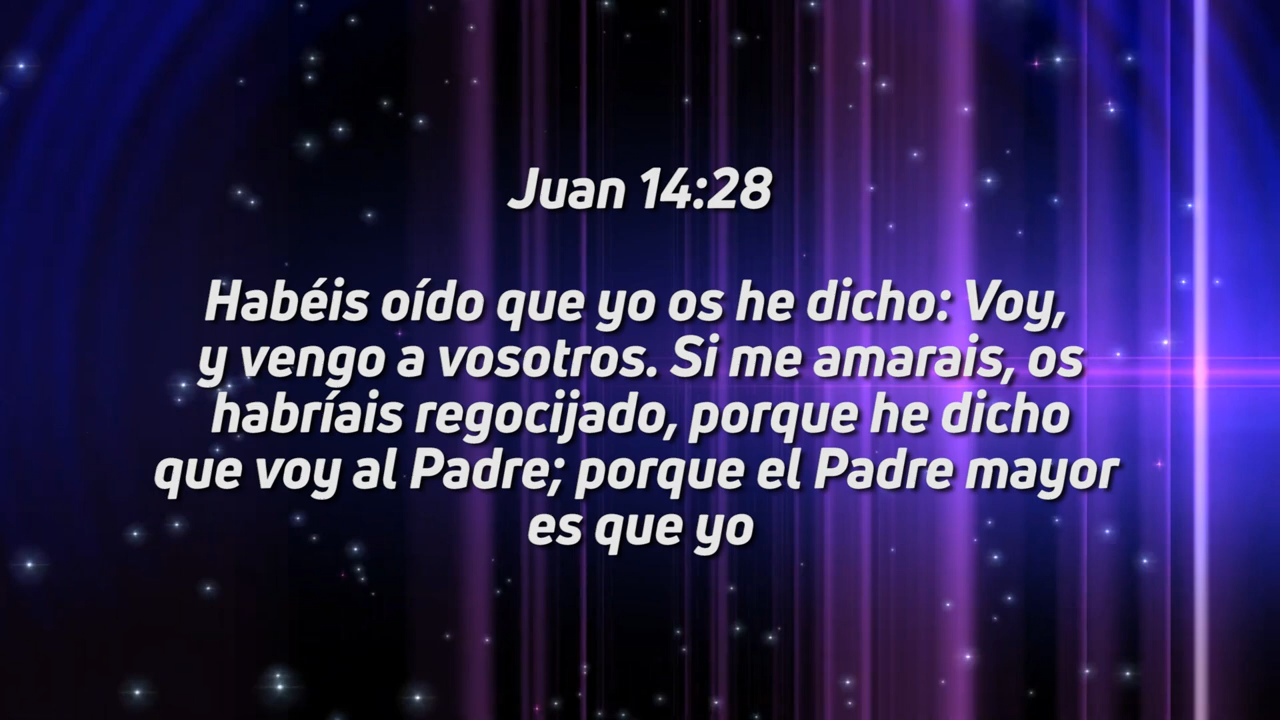 Juan 14:28
Habéis oído que yo os he dicho: Voy,
y vengo a vosotros. Si me amarais, os
habríais regocijado, porque he dicho
que voy al Padre; porque el Padre mayor
es que yo